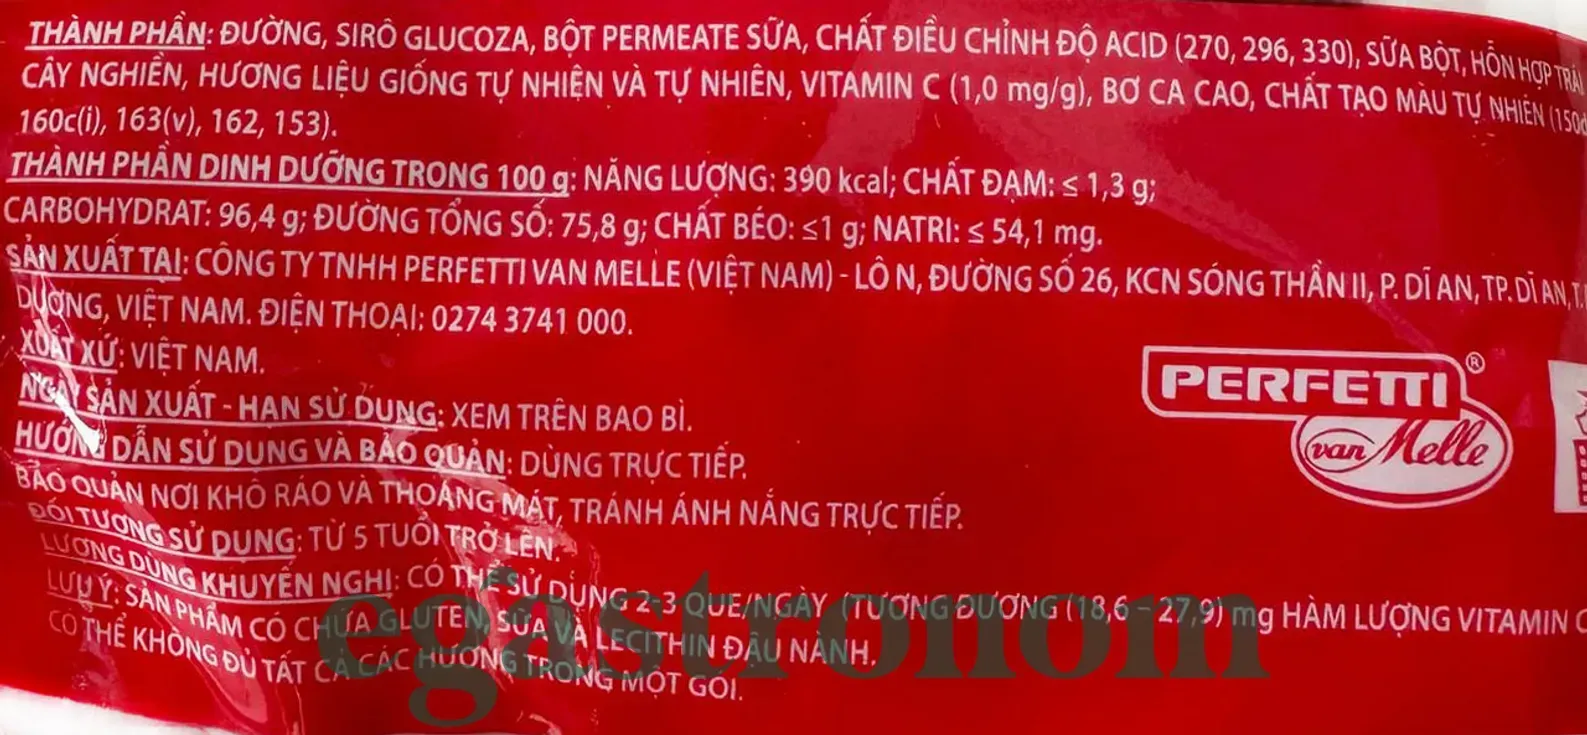 THÀNH PHẦN: ĐƯỜNG, SIRÔ GLUCOZA, BỘT PERMEATE SỮA, CHẤT ĐIỀU CHỈNH ĐỘ ACID (270, 296, 330), SỮA BỘT, HỖN HỢP TRÁI
CÂY NGHIỀN, HƯƠNG LIỆU GIỐNG TỰ NHIÊN VÀ TỰ NHIÊN, VITAMIN C (1,0 mg/g), BƠ CA CAO, CHẤT TẠO MÀU TỰ NHIÊN (150d
160c(i), 163(v), 162, 153).
THÀNH PHẦN DINH DƯỠNG TRONG 100 g: NĂNG LƯỢNG: 390 kcal; CHẤT ĐẠM: ≤ 1,3 g;
CARBOHYDRAT: 96,4 g; ĐƯỜNG TỔNG SỐ: 75,8 g; CHẤT BÉO: ≤1 g; NATRI: ≤ 54,1 mg.
SẢN XUẤT TẠI: CÔNG TY TNHH PERFETTI VAN MELLE (VIỆT NAM) - LÔ N, ĐƯỜNG SỐ 26, KCN SÓNG THẦN II, P. DĨ AN, TP. DĨ AN, T.
DƯƠNG, VIỆT NAM. ĐIỆN THOẠI: 0274 3741 000.
XUẤT XỨ: VIỆT NAM.
NGÀY SẢN XUẤT - HẠN SỬ DỤNG: XEM TRÊN BAO BÌ.
HƯỚNG DẪN SỬ DỤNG VÀ BẢO QUẢN: DÙNG TRỰC TIẾP.
BẢO QUẢN NƠI KHÔ RÁO VÀ THOÁNG MÁT, TRÁNH ÁNH NẮNG TRỰC TIẾP.
ĐỐI TƯỢNG SỬ DỤNG: TỪ 5 TUỔI TRỞ LÊN.
LƯỢNG DÙNG KHUYẾN NGHỊ: CÓ THỂ SỬ DỤNG 2-3 QUE/NGÀY (TƯƠNG ĐƯƠNG (18,6 – 27,9) mg HÀM LƯỢNG VITAMIN C
LƯU Ý: SẢN PHẨM CÓ CHỨA GLUTEN, SỮA VÀ LECITHIN ĐẬU NÀNH.
CÓ THỂ KHÔNG ĐỦ TẤT CẢ CÁC HƯƠNG TRONG MỘT GÓI.
PERFETTI ®
van Melle
egastronom